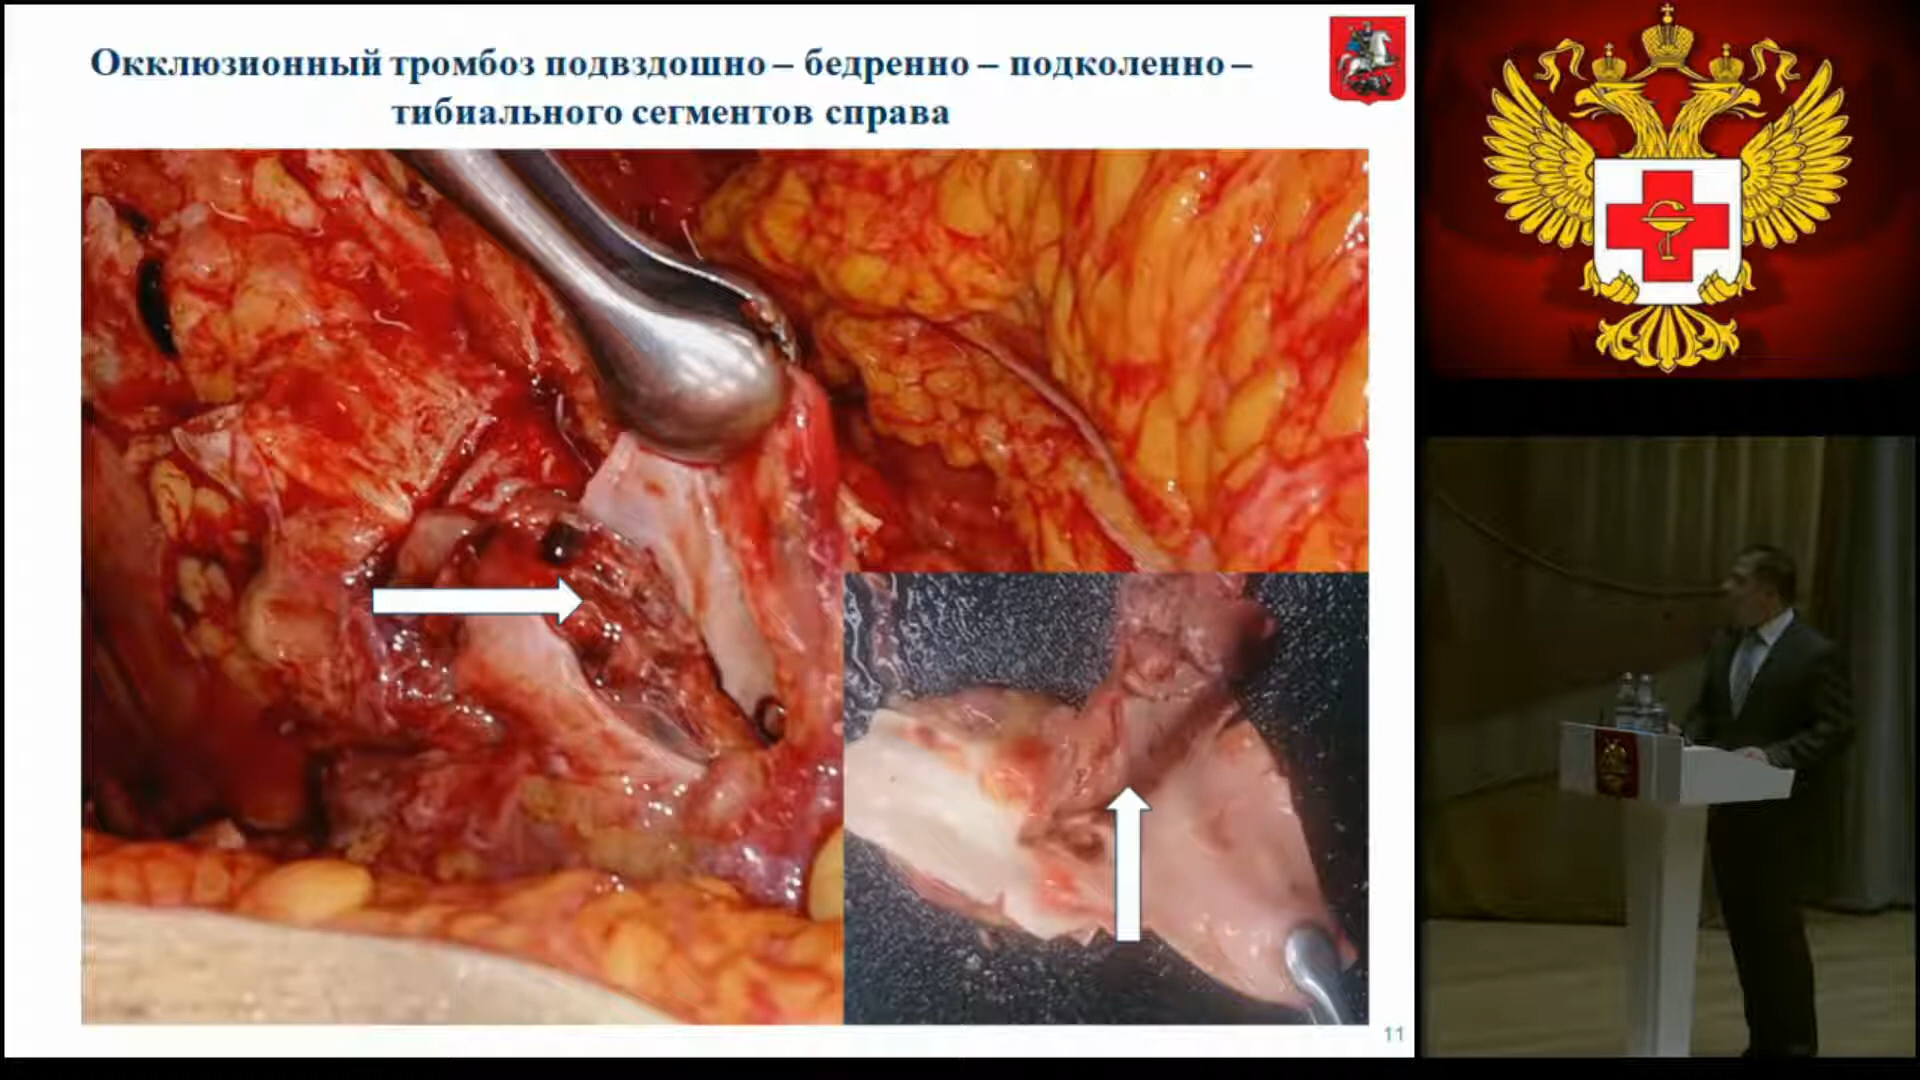 Окклюзионный тромбоз подвздошно – бедренно – подколенно –
тибиального сегментов справа
11